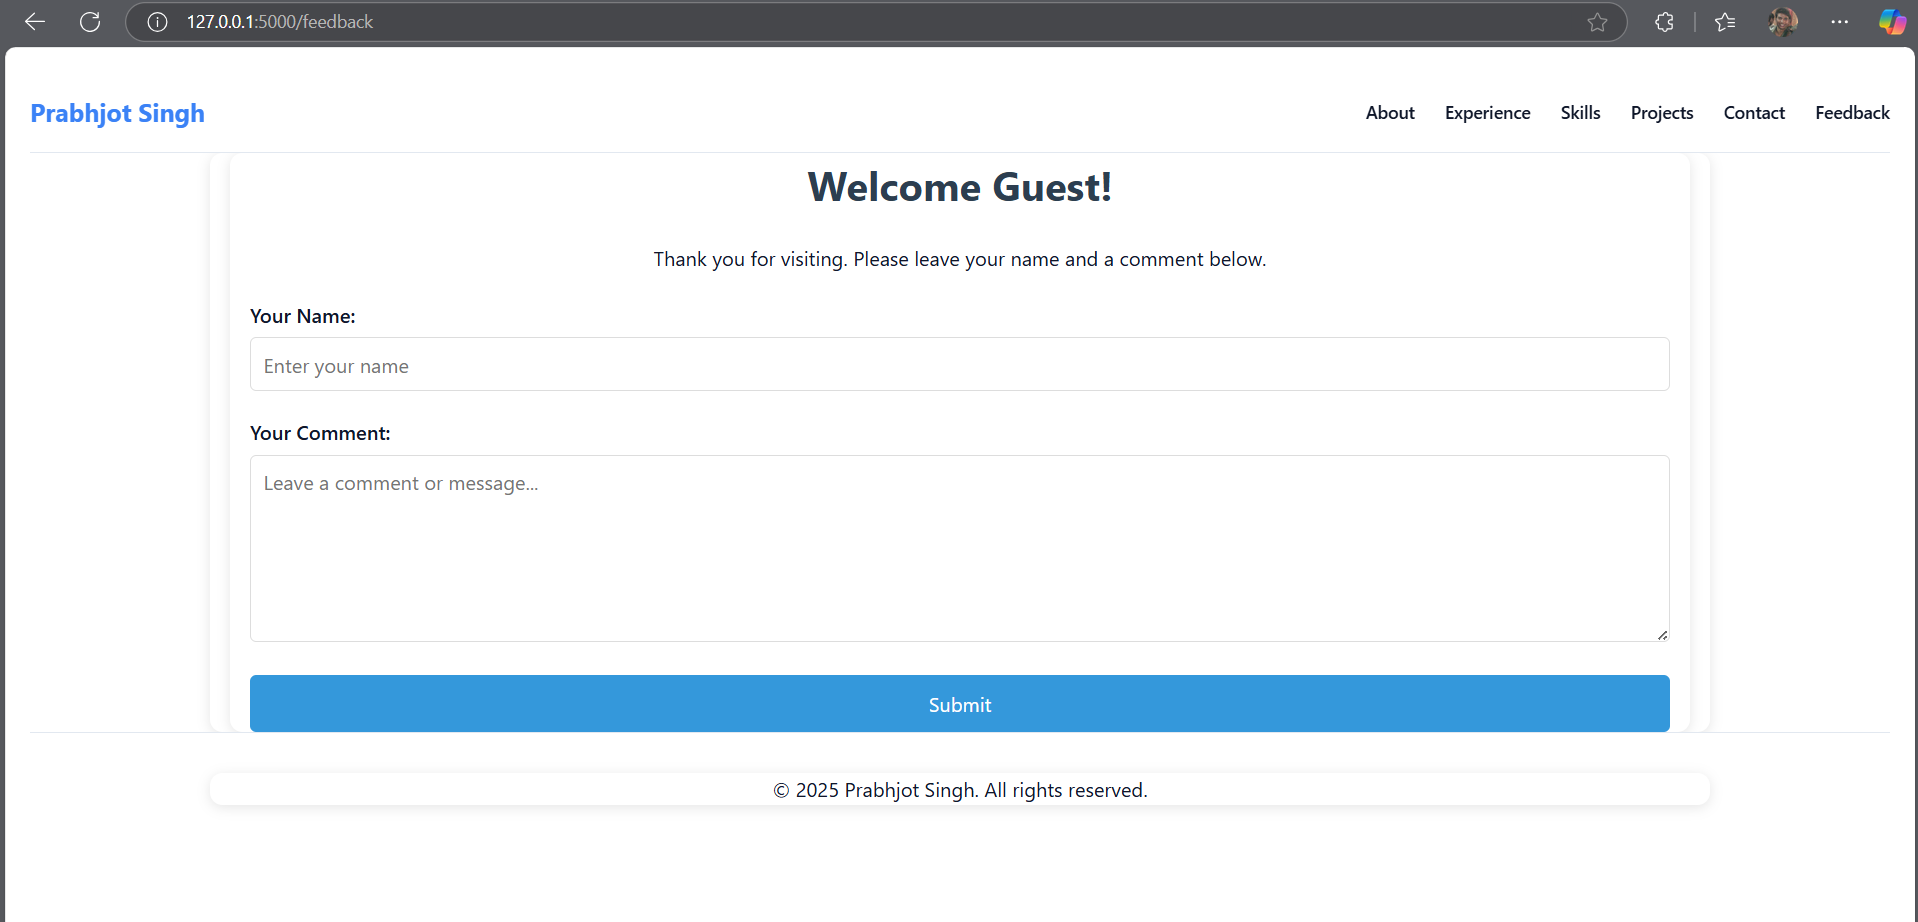 127.0.0.1:5000/feedback
Prabhjot Singh
About Experience Skills Projects Contact Feedback
Welcome Guest!
Thank you for visiting. Please leave your name and a comment below.
Your Name:
Enter your name
Your Comment:
Leave a comment or message...
Submit
© 2025 Prabhjot Singh. All rights reserved.